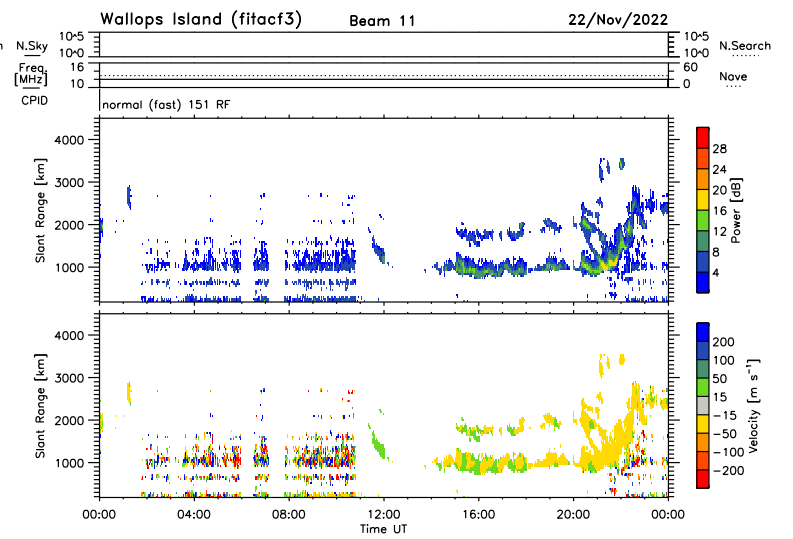 Wallops Island (fitacf3) Beam 11 22/Nov/2022
n N.Sky 10^5 10^0 10^5 10^0 N.Search
Freq. [MHz] 16 10 60 0 Nave
CPID normal (fast) 151 RF
Slant Range [km]
4000
3000
2000
1000
28
24
20
16
12
8
4
Power [dB]
Slant Range [km]
4000
3000
2000
1000
200
100
50
15
-15
-50
-100
-200
Velocity [m s⁻¹]
00:00 04:00 08:00 12:00 16:00 20:00 00:00
Time UT